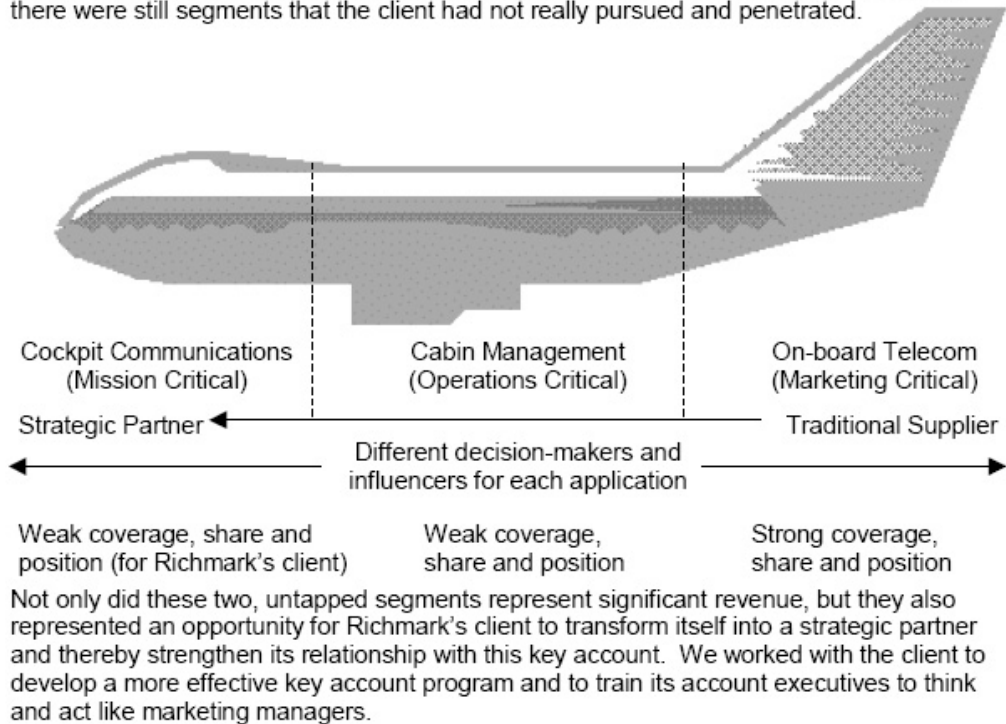 there were still segments that the client had not really pursued and penetrated.
Cockpit Communications
(Mission Critical)
Cabin Management
(Operations Critical)
On-board Telecom
(Marketing Critical)
Strategic Partner
Traditional Supplier
Different decision-makers and
influencers for each application
Weak coverage, share and
position (for Richmark's client)
Weak coverage,
share and position
Strong coverage,
share and position
Not only did these two, untapped segments represent significant revenue, but they also
represented an opportunity for Richmark's client to transform itself into a strategic partner
and thereby strengthen its relationship with this key account.  We worked with the client to
develop a more effective key account program and to train its account executives to think
and act like marketing managers.